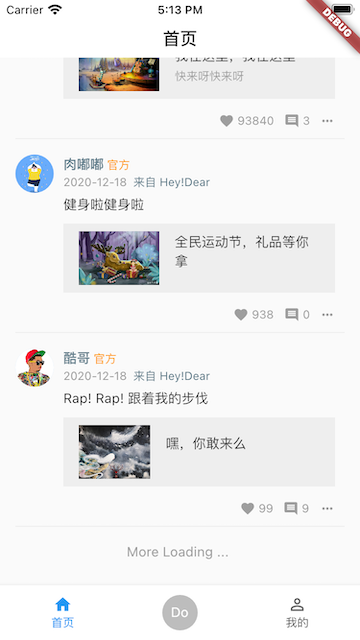 Carrier 5:13 PM
DEBUG
首页
我在这里，我在这里
快来呀快来呀
93840 3
肉嘟嘟 官方
2020-12-18 来自 Hey!Dear
健身啦健身啦
全民运动节，礼品等你
拿
938 0
酷哥 官方
2020-12-18 来自 Hey!Dear
Rap! Rap! 跟着我的步伐
嘿，你敢来么
99 9
More Loading ...
首页 Do 我的